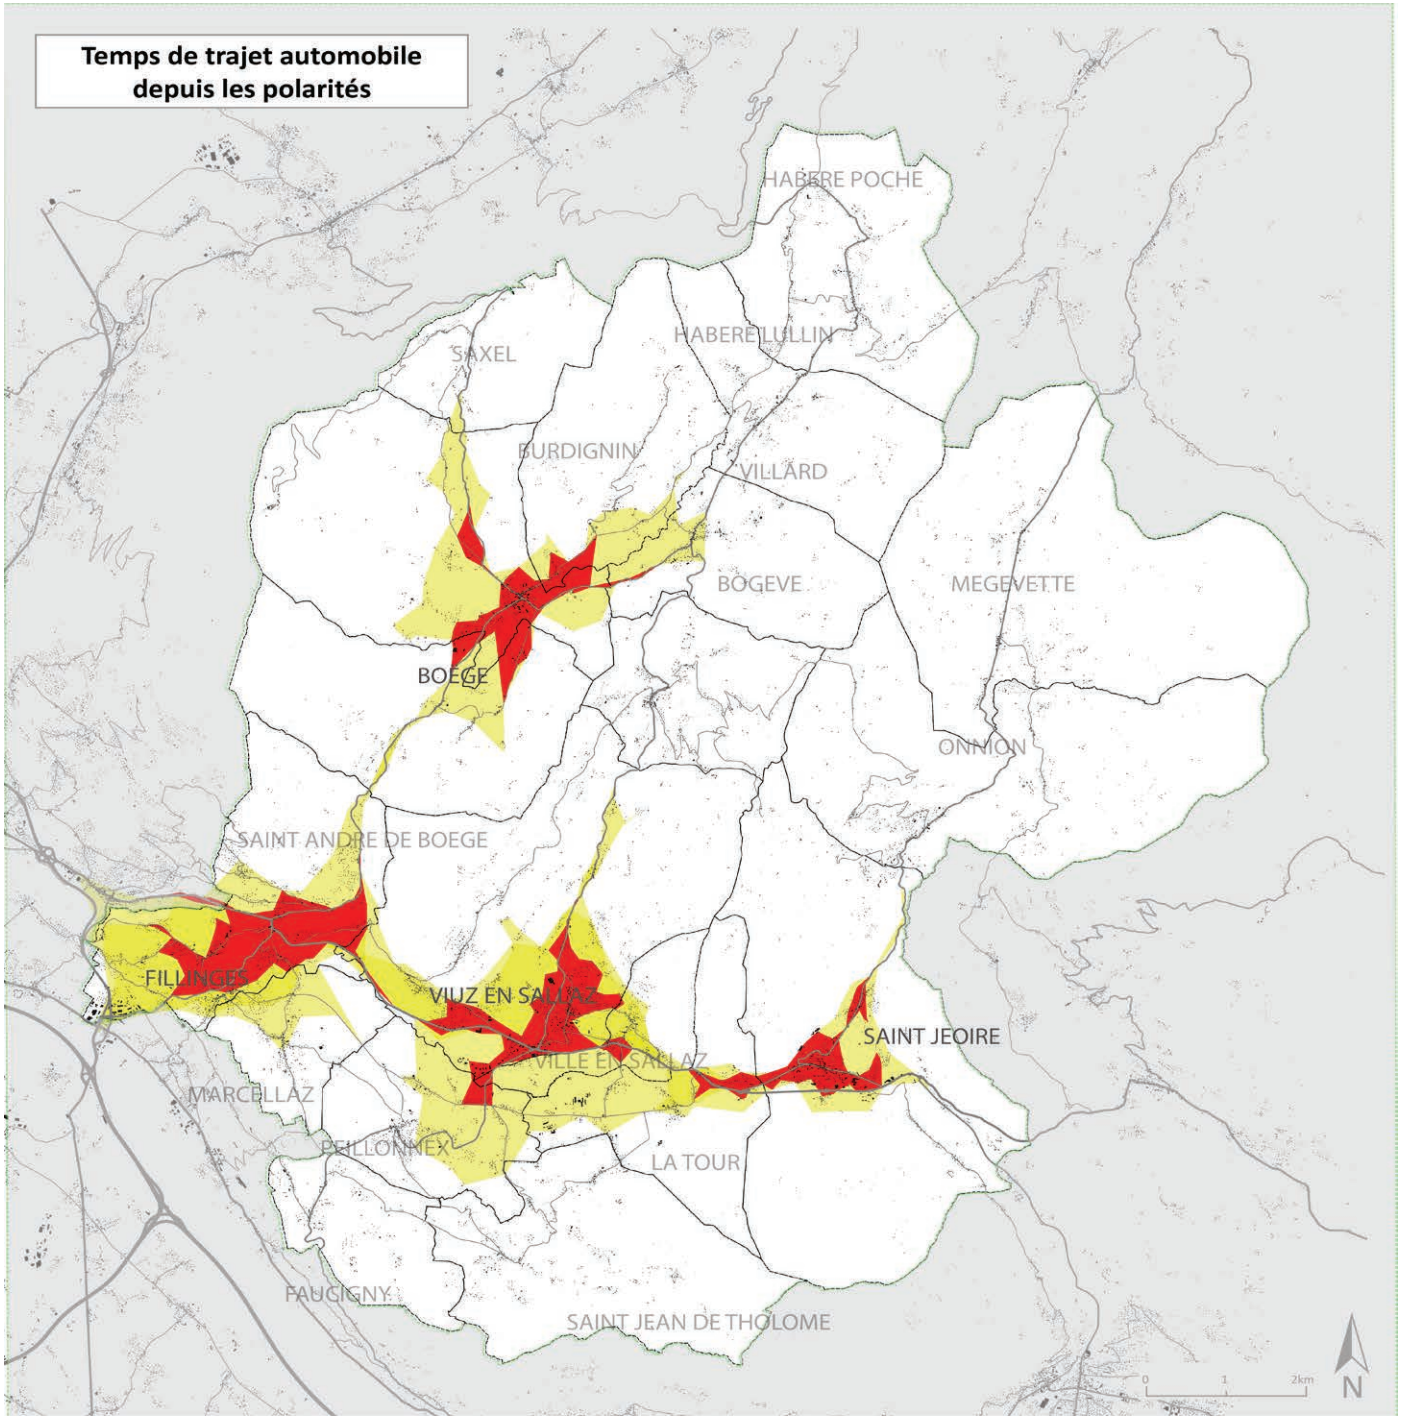 Temps de trajet automobile
depuis les polarités
HABERE POCHE
HABERE LULLIN
SAXEL
BURDIGNIN
VILLARD
BOGEVE
MEGEVETTE
BOEGE
ONNION
SAINT ANDRE DE BOEGE
FILLINGES
VIUZ EN SALLAZ
SAINT JEOIRE
VILLE EN SALLAZ
MARCELLAZ
PEILLONNEX
LA TOUR
FAUCIGNY
SAINT JEAN DE THOLOME
0 1 2km
N